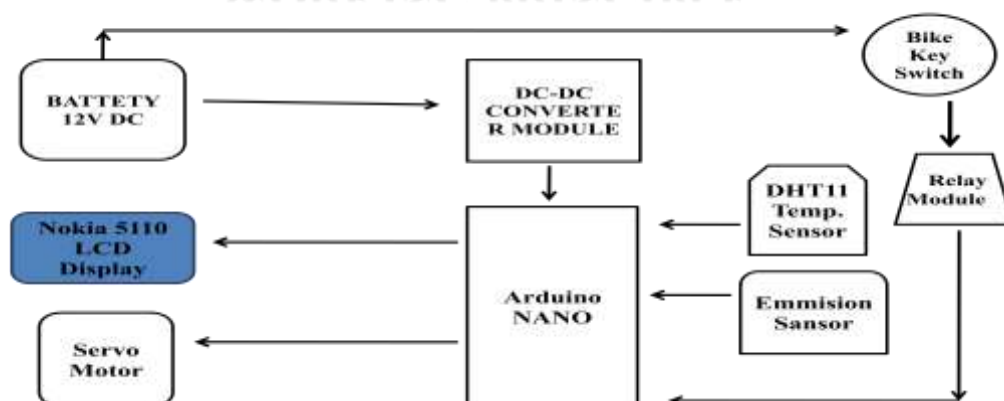 Bike
Key
Switch
BATTETY
12V DC
DC-DC
CONVERTE
R MODULE
DHT11
Temp.
Sensor
Relay
Module
Nokia 5110
LCD
Display
Arduino
NANO
Emmision
Sansor
Servo
Motor